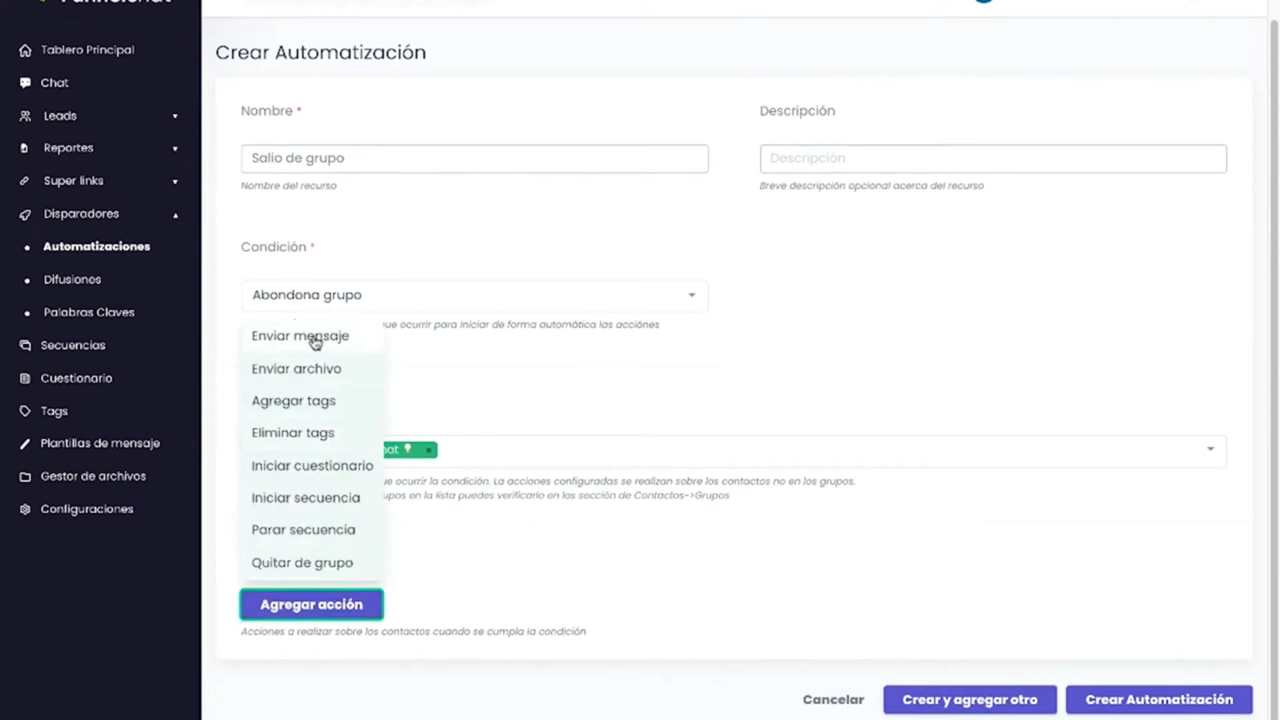 Tablero Principal
Chat
Leads
Reportes
Super links
Disparadores
Automatizaciones
Difusiones
Palabras Claves
Secuencias
Cuestionario
Tags
Plantillas de mensaje
Gestor de archivos
Configuraciones
Crear Automatización
Nombre *
Descripción
Salio de grupo
Descripción
Nombre del recurso
Breve descripción opcional acerca del recurso
Condición *
Abondona grupo
que ocurrir para iniciar de forma automática las acciónes
Enviar mensaje
Enviar archivo
Agregar tags
Eliminar tags
Iniciar cuestionario
Iniciar secuencia
Parar secuencia
Quitar de grupo
que ocurrir la condición. La acciones configuradas se realizan sobre los contactos no en los grupos.
en la lista puedes verificarlo en los sección de Contactos->Grupos
Agregar acción
Acciones a realizar sobre los contactos cuando se cumpla la condición
Cancelar
Crear y agregar otro
Crear Automatización